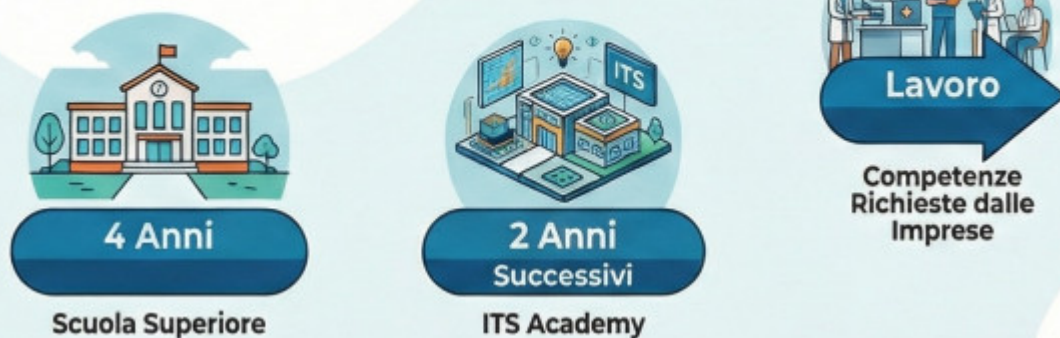 4 Anni
Scuola Superiore
ITS
2 Anni
Successivi
ITS Academy
Lavoro
Competenze
Richieste dalle
Imprese